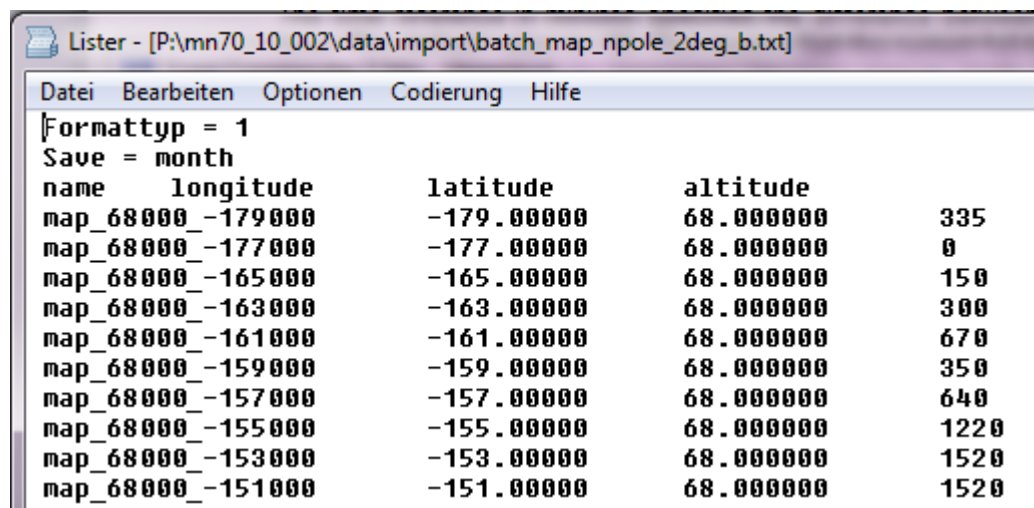 Lister - [P:\mn70_10_002\data\import\batch_map_npole_2deg_b.txt]
Datei Bearbeiten Optionen Codierung Hilfe
Formattyp = 1
Save = month
name longitude latitude altitude
map_68000_-179000 -179.00000 68.000000 335
map_68000_-177000 -177.00000 68.000000 0
map_68000_-165000 -165.00000 68.000000 150
map_68000_-163000 -163.00000 68.000000 300
map_68000_-161000 -161.00000 68.000000 670
map_68000_-159000 -159.00000 68.000000 350
map_68000_-157000 -157.00000 68.000000 640
map_68000_-155000 -155.00000 68.000000 1220
map_68000_-153000 -153.00000 68.000000 1520
map_68000_-151000 -151.00000 68.000000 1520